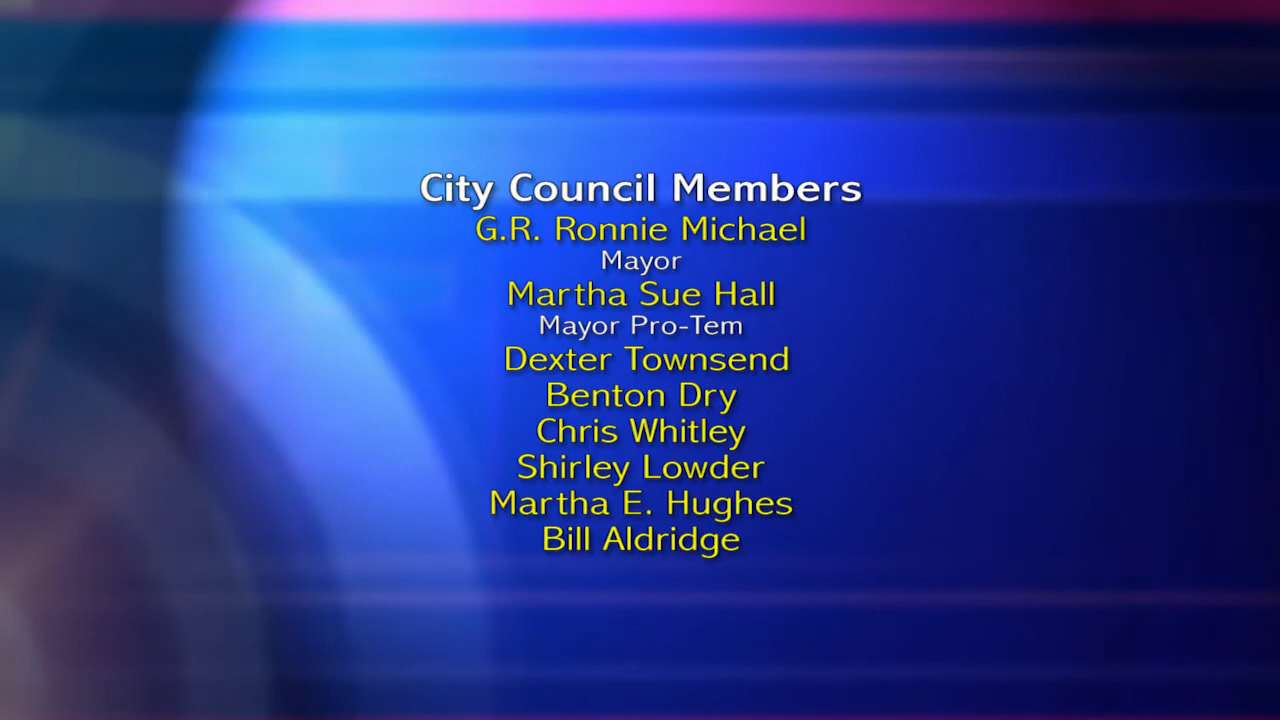 City Council Members
G.R. Ronnie Michael
Mayor
Martha Sue Hall
Mayor Pro-Tem
Dexter Townsend
Benton Dry
Chris Whitley
Shirley Lowder
Martha E. Hughes
Bill Aldridge